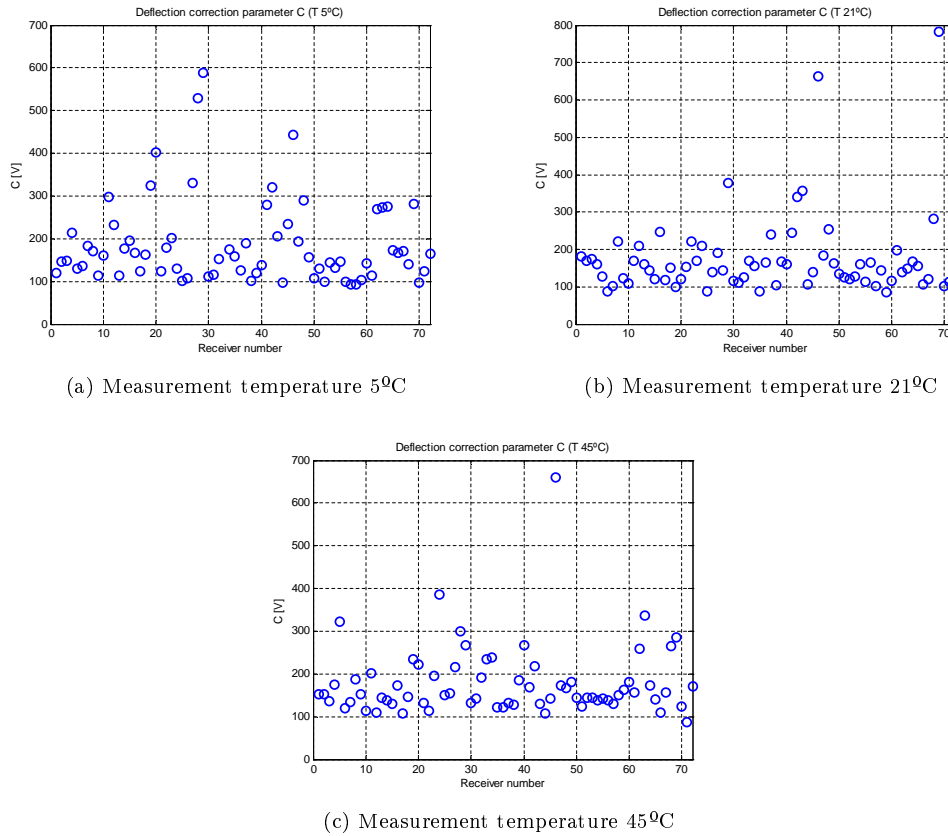 Deflection correction parameter C (T 5ºC)
700
600
500
400
300
200
100
0
C [V]
0 10 20 30 40 50 60 70
Receiver number
(a) Measurement temperature 5ºC
Deflection correction parameter C (T 21ºC)
800
700
600
500
400
300
200
100
0
C [V]
0 10 20 30 40 50 60 70
Receiver number
(b) Measurement temperature 21ºC
Deflection correction parameter C (T 45ºC)
700
600
500
400
300
200
100
0
C [V]
0 10 20 30 40 50 60 70
Receiver number
(c) Measurement temperature 45ºC